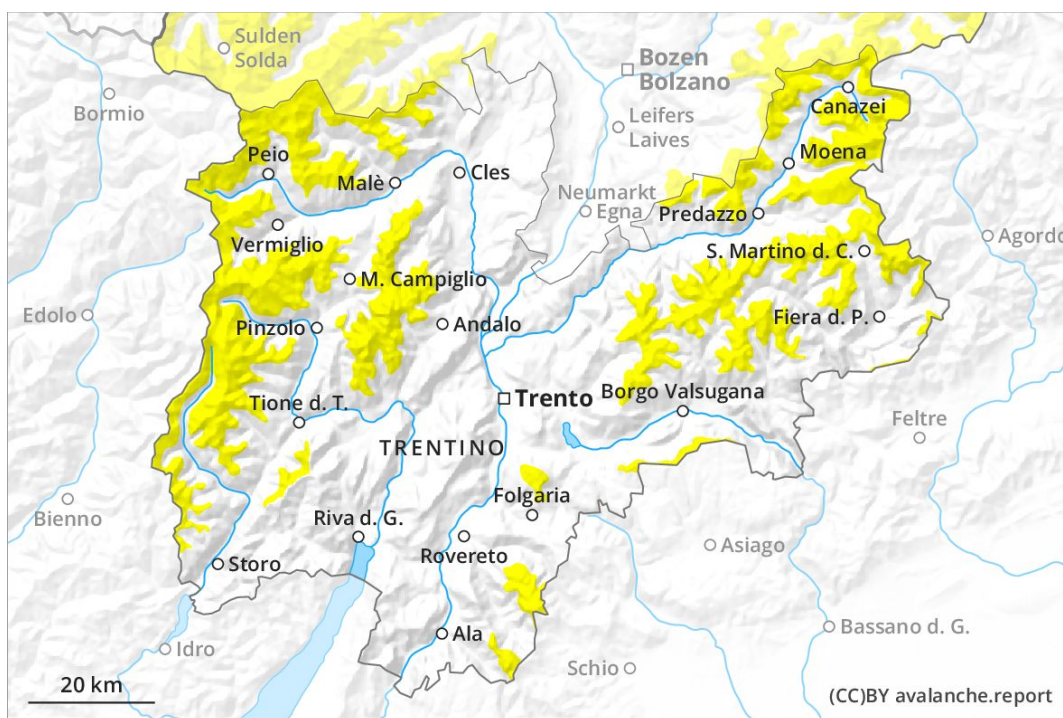 Sulden
Solda
Bozen
Bolzano
Bormio
Canazei
Leifers
Laives
Peio
Moena
Malè
Cles
Neumarkt
Egna
Predazzo
Vermiglio
Agordo
S. Martino d. C.
M. Campiglio
Edolo
Pinzolo
Andalo
Fiera d. P.
Trento
Borgo Valsugana
Tione d. T.
Feltre
TRENTINO
Bienno
Folgaria
Riva d. G.
Rovereto
Asiago
Storo
Ala
Bassano d. G.
Idro
Schio
20 km
(CC)BY avalanche.report